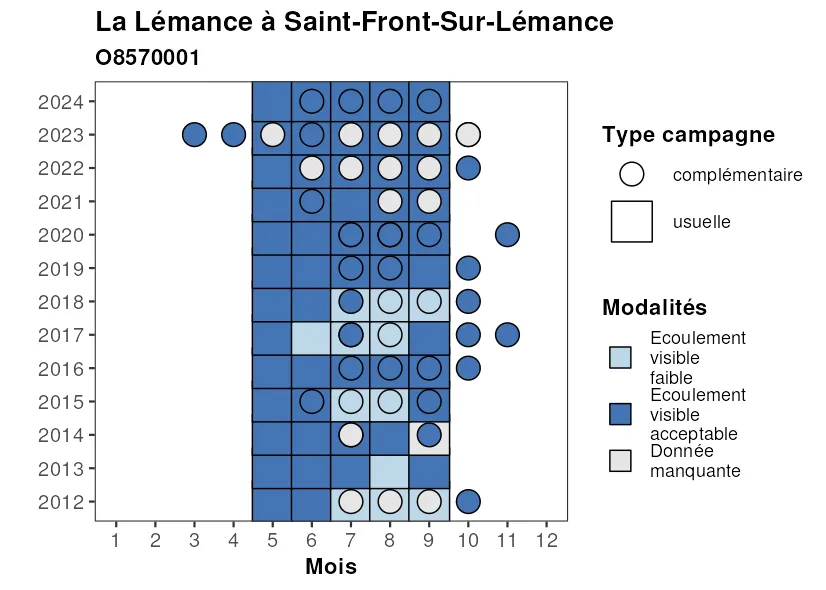 La Lémance à Saint-Front-Sur-Lémance
O8570001
2024
2023
2022
2021
2020
2019
2018
2017
2016
2015
2014
2013
2012
1 2 3 4 5 6 7 8 9 10 11 12
Mois
Type campagne
complémentaire
usuelle
Modalités
Ecoulement
visible
faible
Ecoulement
visible
acceptable
Donnée
manquante